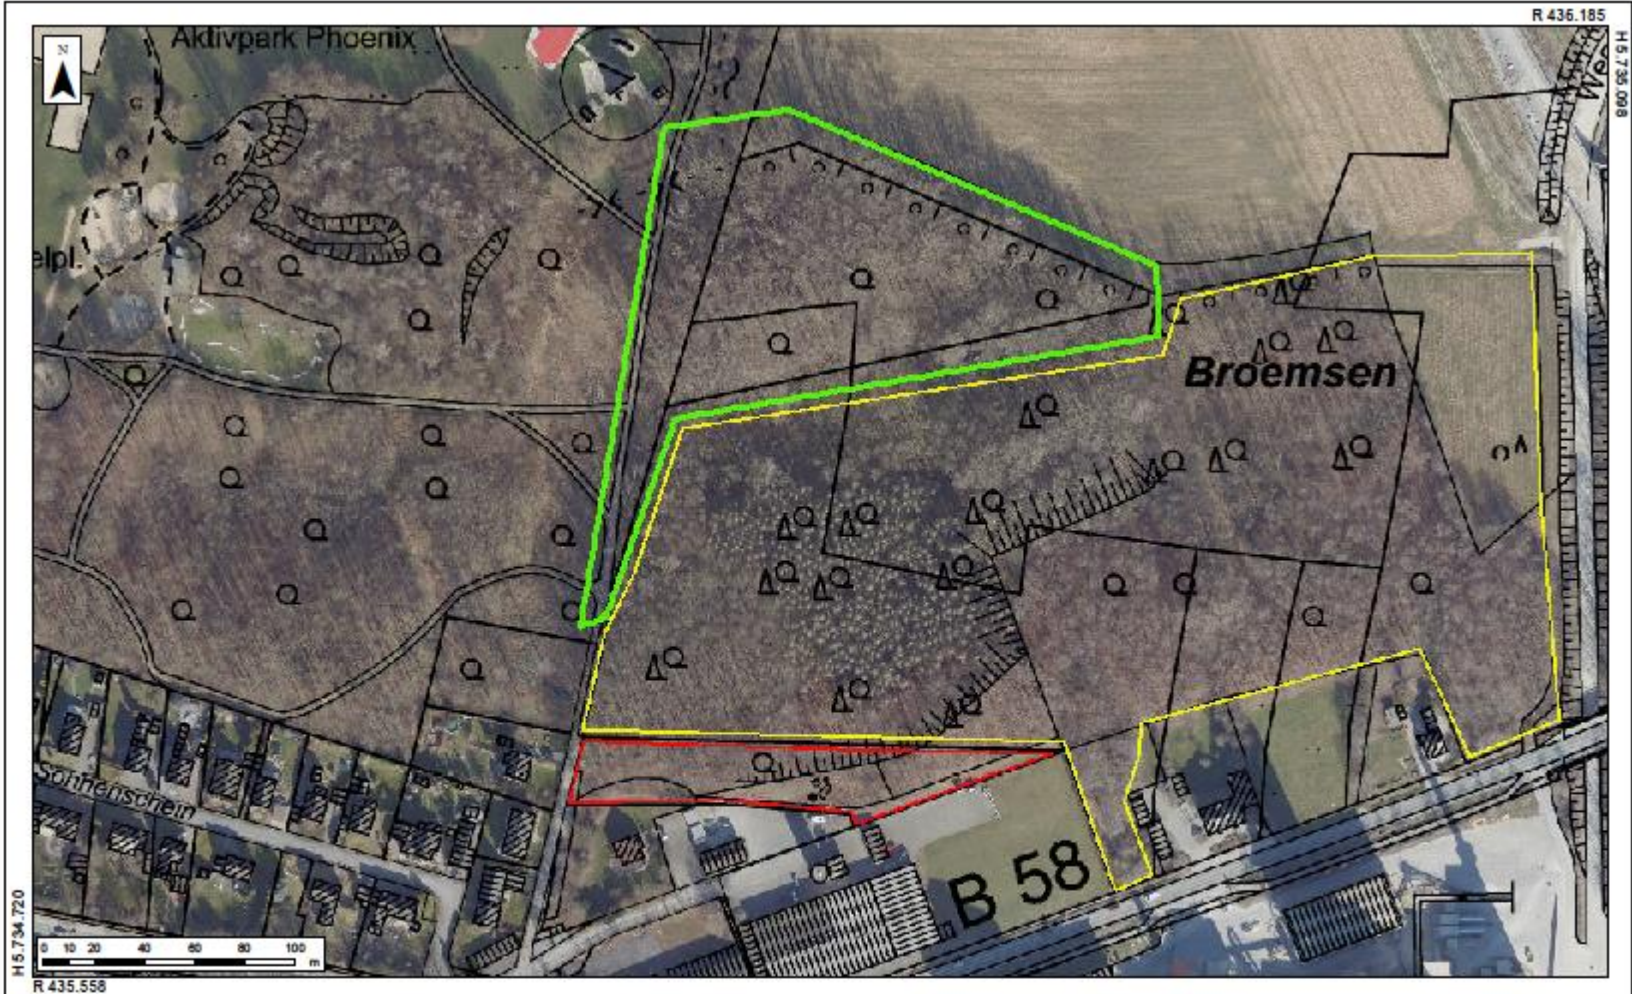 R 436.185
H 5.735.098
N
Aktivpark Phoenix
We
elpl.
Broemsen
Sonnenschein
B 58
H 5.734.720
0 10 20 40 60 80 100
m
R 435.558